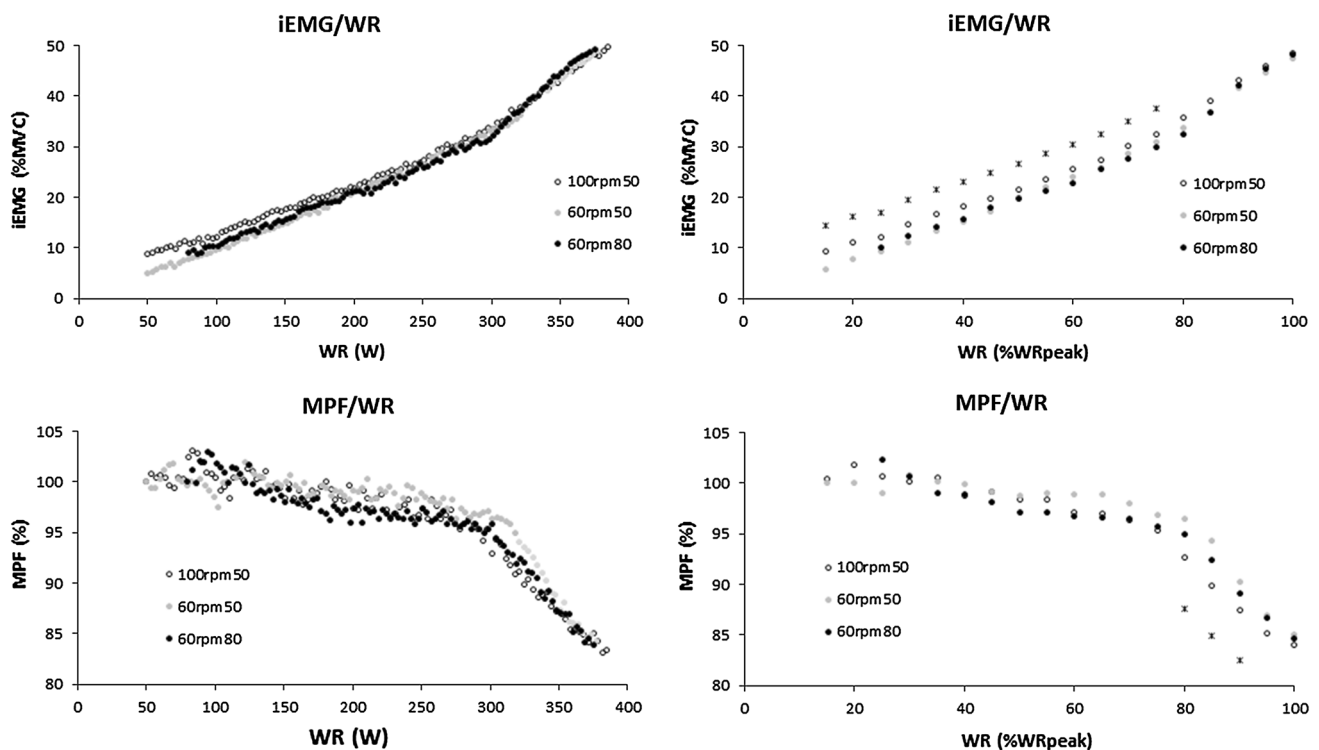 iEMG/WR
50
40
30
20
10
0
0 50 100 150 200 250 300 350 400
iEMG (%MVC)
WR (W)
100rpm50
60rpm50
60rpm80
iEMG/WR
50
40
30
20
10
0
0 20 40 60 80 100
iEMG (%MVC)
WR (%WRpeak)
100rpm50
60rpm50
60rpm80
MPF/WR
105
100
95
90
85
80
0 50 100 150 200 250 300 350 400
MPF (%)
WR (W)
100rpm50
60rpm50
60rpm80
MPF/WR
105
100
95
90
85
80
0 20 40 60 80 100
MPF (%)
WR (%WRpeak)
100rpm50
60rpm50
60rpm80